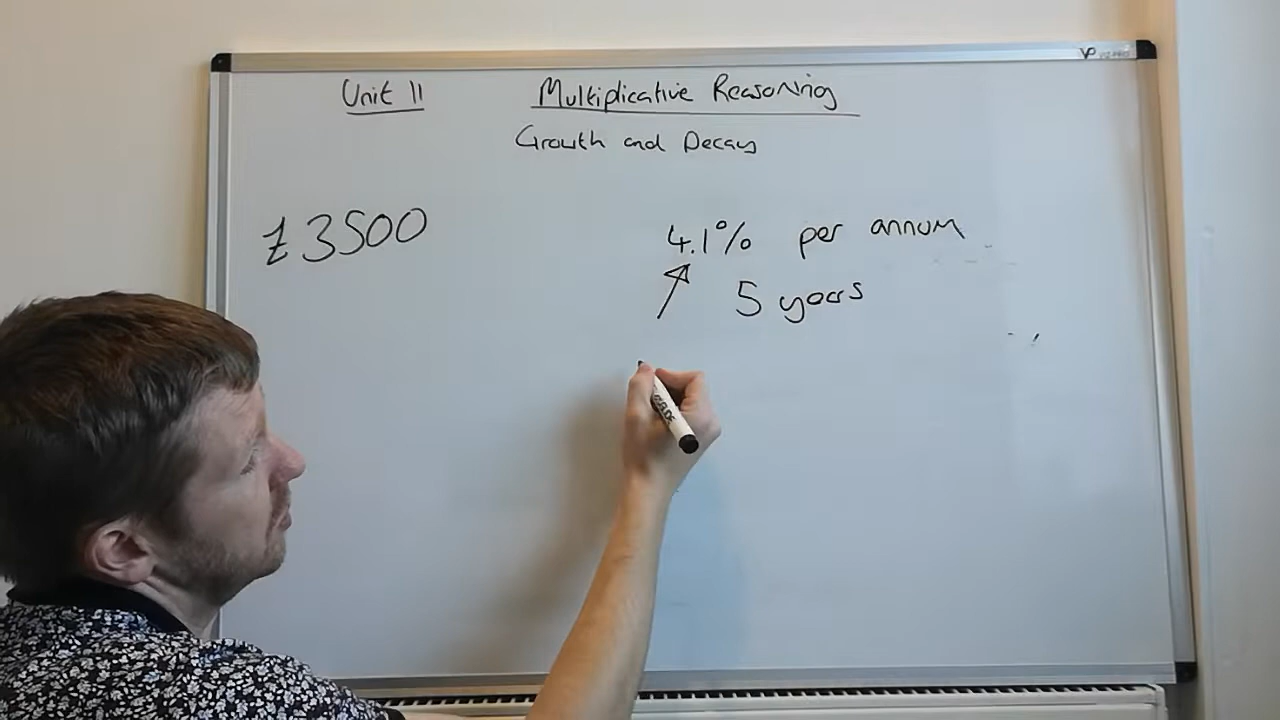 Unit 11
Multiplicative Reasoning
Growth and Decay
£3500
4.1% per annum
5 years